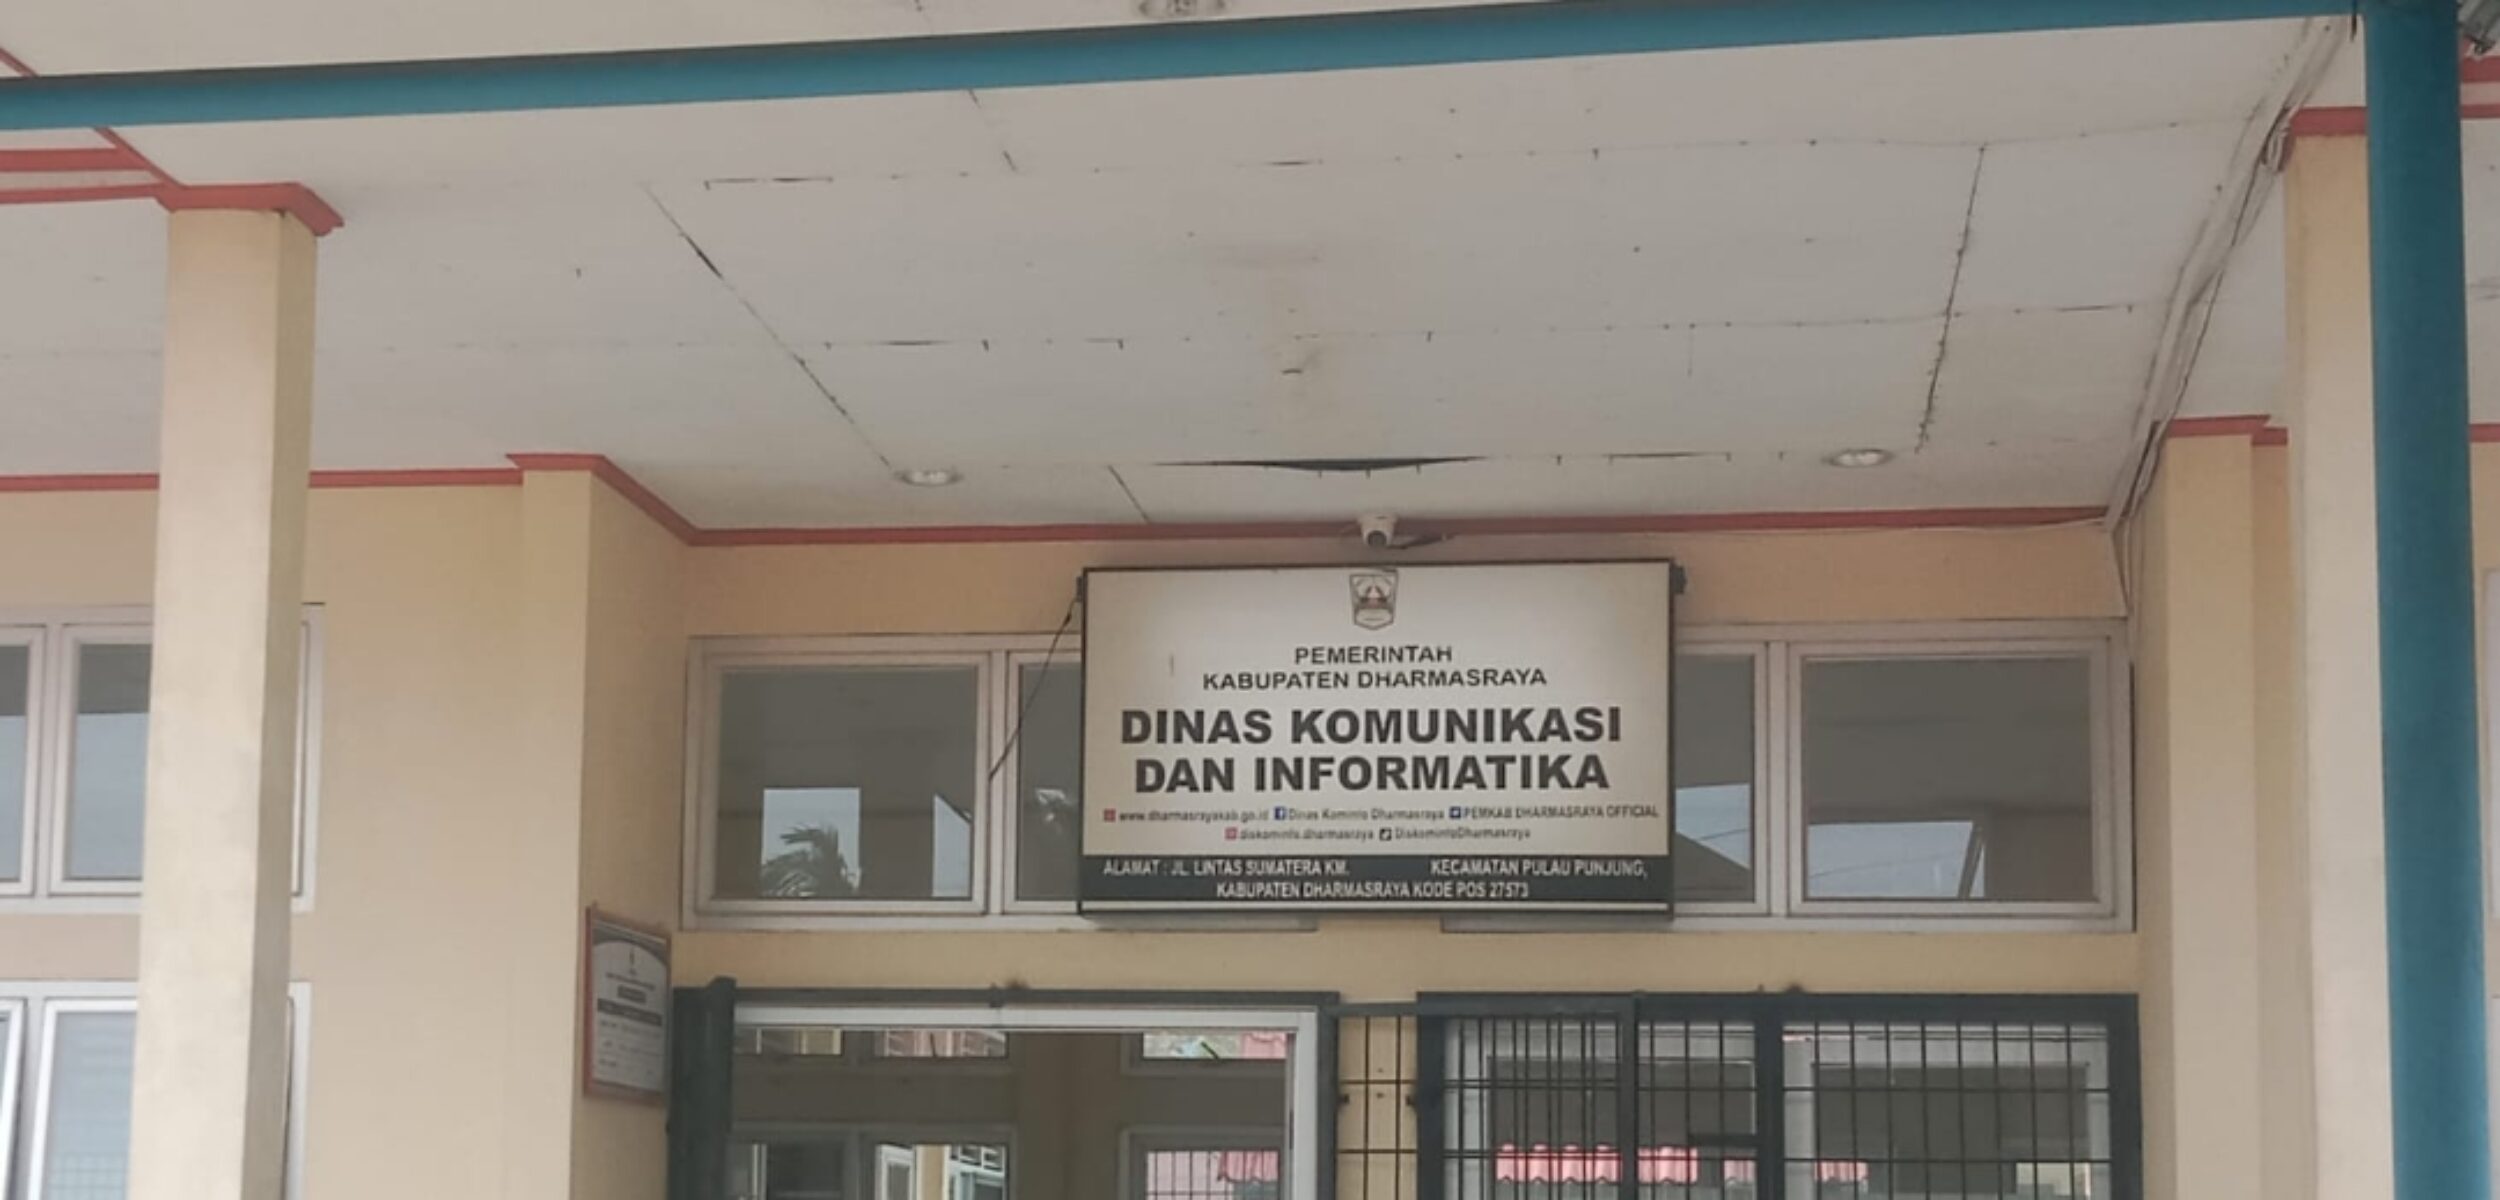 PEMERINTAH
KABUPATEN DHARMASRAYA
DINAS KOMUNIKASI
DAN INFORMATIKA
www.dharmasrayakab.go.id Dinas Kominfo Dharmasraya PEMKAB DHARMASRAYA OFFICIAL
diskominfo.dharmasraya DiskominfoDharmasraya
ALAMAT : JL. LINTAS SUMATERA KM. KECAMATAN PULAU PUNJUNG,
KABUPATEN DHARMASRAYA KODE POS 27573